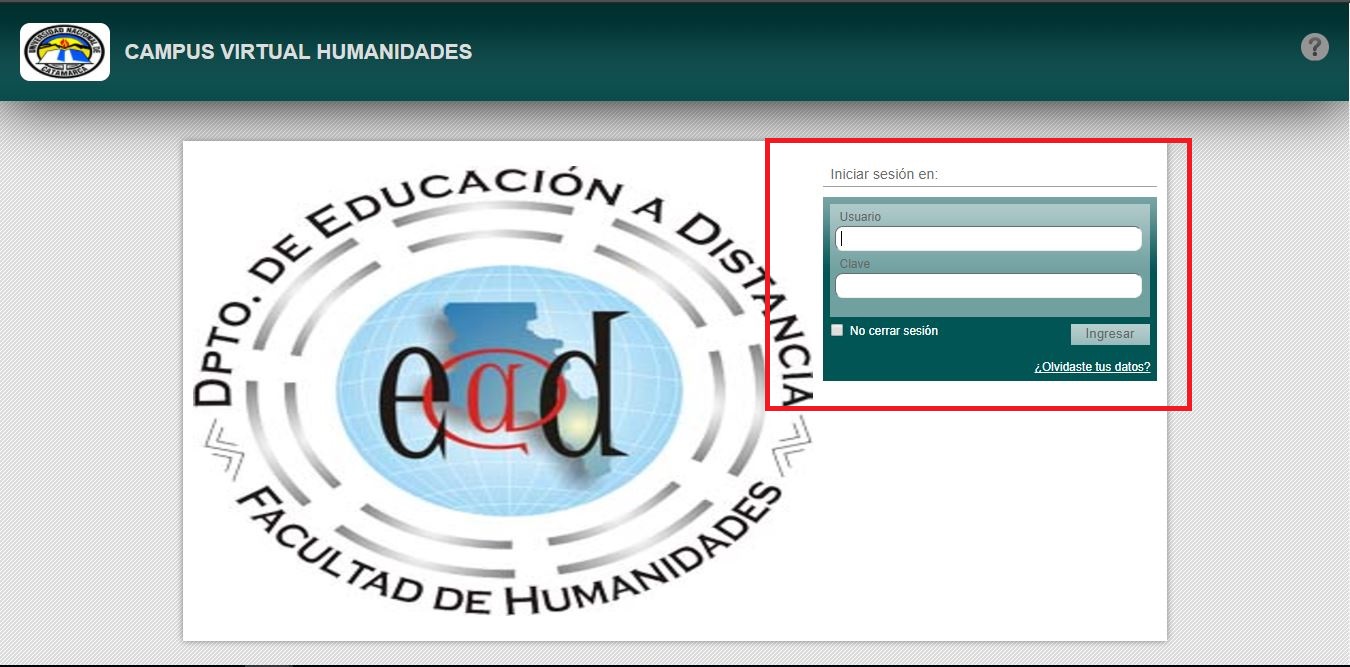 UNIVERSIDAD NACIONAL DE
CATAMARCA
CAMPUS VIRTUAL HUMANIDADES
?
DPTO. DE EDUCACIÓN A DISTANCIA
e@d
FACULTAD DE HUMANIDADES
Iniciar sesión en:
Usuario
Clave
No cerrar sesión
Ingresar
¿Olvidaste tus datos?